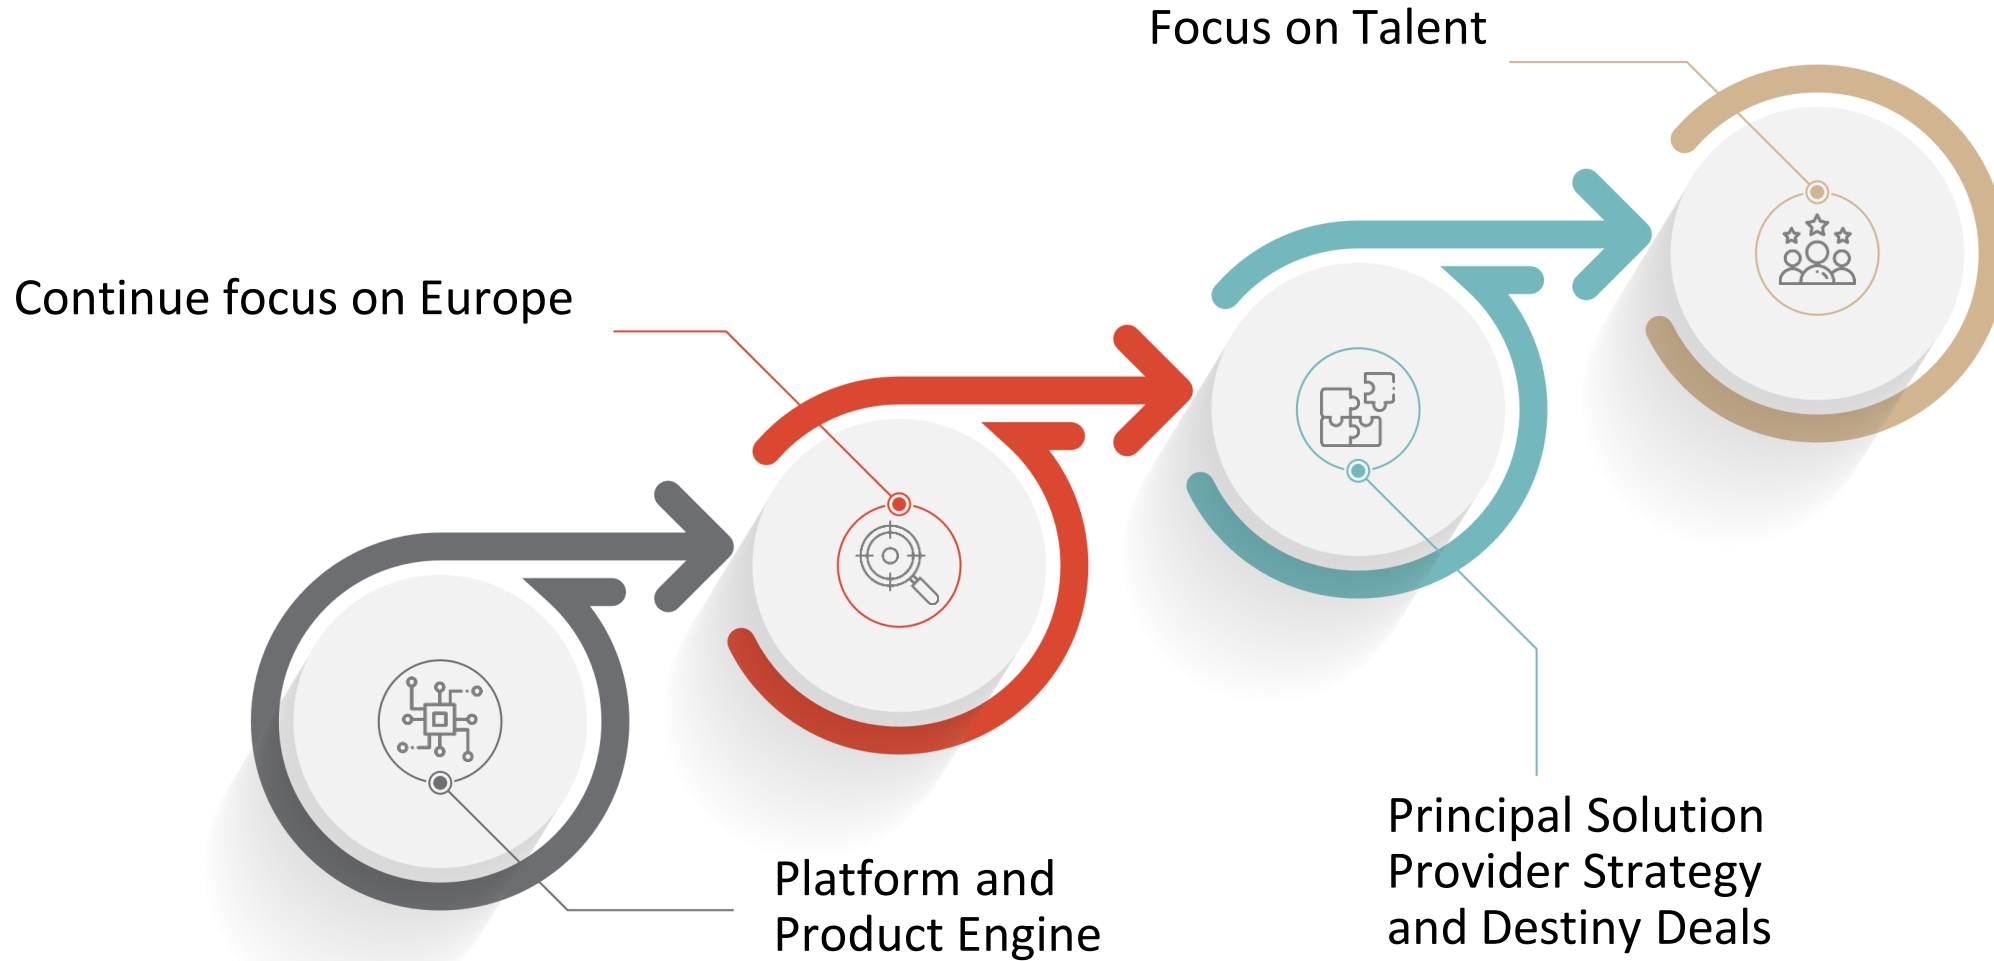 Focus on Talent
Continue focus on Europe
Platform and
Product Engine
Principal Solution
Provider Strategy
and Destiny Deals